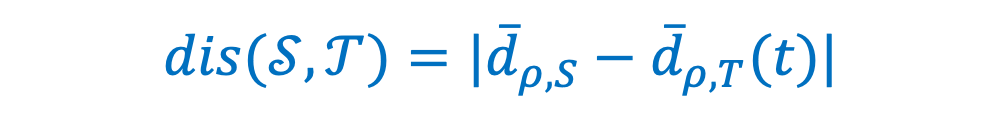 𝑑𝑖𝑠(𝒮, 𝒯) = |d̄ρ,S − d̄ρ,T(t)|